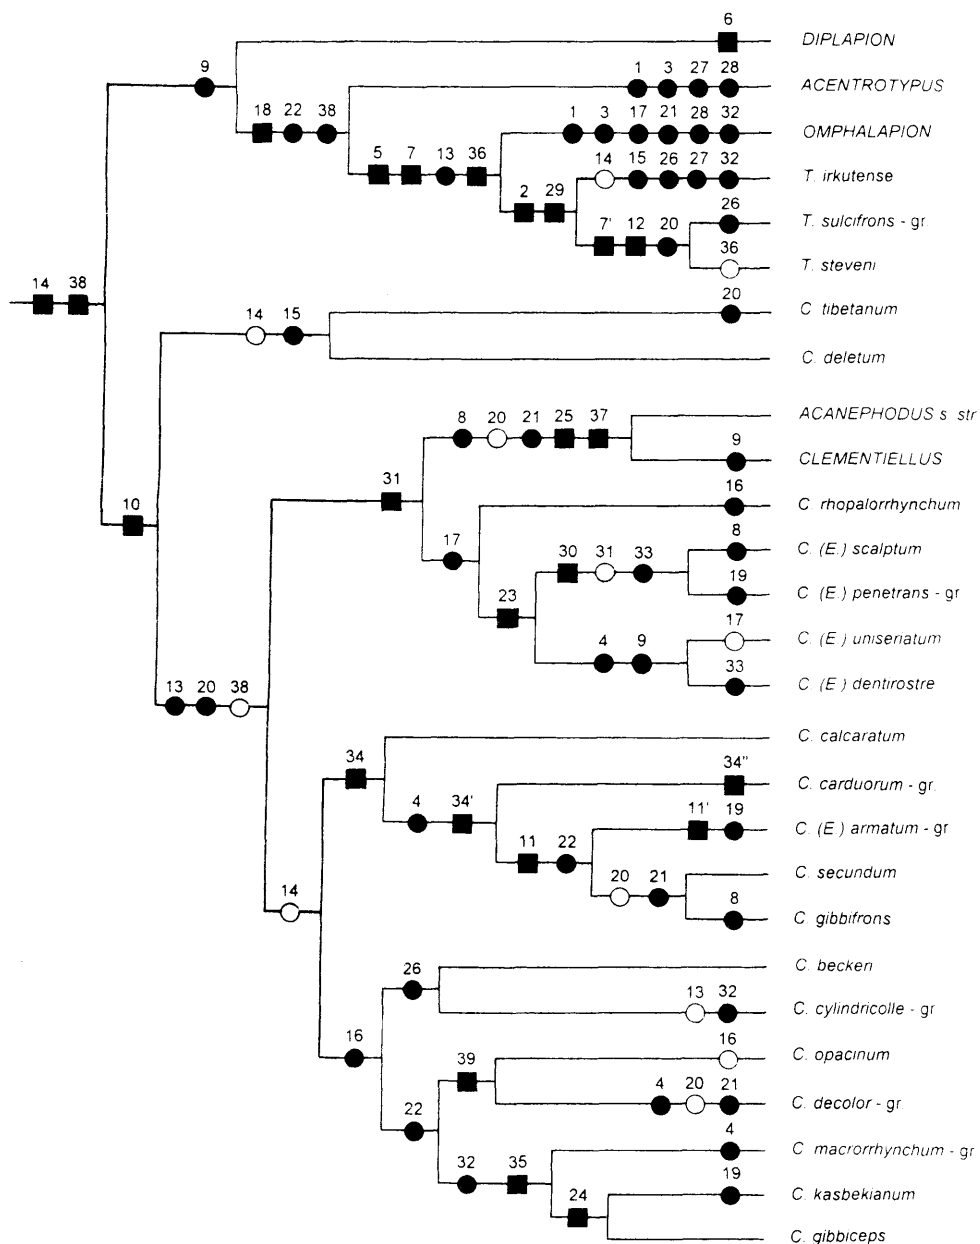 6
DIPLAPION
9
1 3 27 28
ACENTROTYPUS
18 22 38
1 3 17 21 28 32
OMPHALAPION
5 7 13 36
14 15 26 27 32
T. irkutense
2 29
26
T. sulcifrons - gr.
7' 12 20
36
T. steveni
14 38
20
C tibetanum
14 15
C. deletum
8 20 21 25 37
ACANEPHODUS s. str
9
CLEMENTIELLUS
31
16
C. rhopalorrhynchum
10
17
8
C. (E.) scalptum
30 31 33
19
C (E.) penetrans - gr
23
17
C. (E.) uniseriatum
4 9
33
C (E.) dentirostre
13 20 38
C. calcaratum
34
34"
C. carduorum - gr.
4 34'
11' 19
C. (E.) armatum - gr
11 22
C. secundum
20 21
8
C. gibbifrons
14
C. beckeri
26
13 32
C. cylindricolle - gr
16
16
C. opacinum
39
4 20 21
C. decolor - gr.
22
4
C macrorrhynchum - gr
32 35
19
C. kasbekianum
24
C. gibbiceps